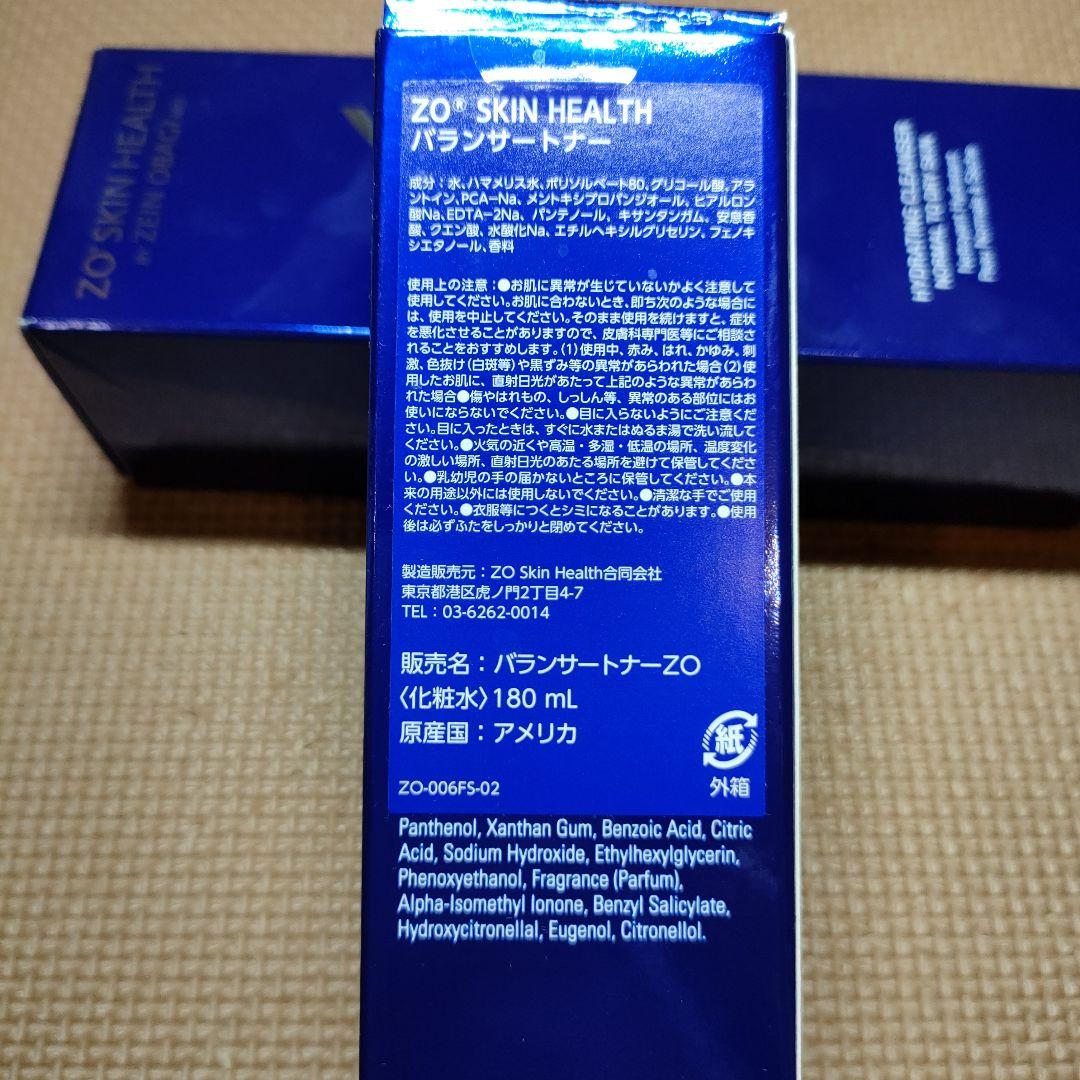 ZO® SKIN HEALTH
BY ZEIN OBAGI MD
HYDRATING CLEANSER
NORMAL TO DRY SKIN
ZO® SKIN HEALTH
バランサートナー
成分：水、ハマメリス水、ポリソルベート80、グリコール酸、アラ
ントイン、PCA-Na、メントキシプロパンジオール、ヒアルロン
酸Na、EDTA-2Na、パンテノール、キサンタンガム、安息香
酸、クエン酸、水酸化Na、エチルヘキシルグリセリン、フェノキ
シエタノール、香料
使用上の注意：●お肌に異常が生じていないかよく注意して
使用してください。お肌に合わないとき、即ち次のような場合に
は、使用を中止してください。そのまま使用を続けますと、症状
を悪化させることがありますので、皮膚科専門医等にご相談さ
れることをおすすめします。(1)使用中、赤み、はれ、かゆみ、刺
激、色抜け(白斑等)や黒ずみ等の異常があらわれた場合(2)使
用したお肌に、直射日光があたって上記のような異常があらわ
れた場合●傷やはれもの、しっしん等、異常のある部位にはお
使いにならないでください。●目に入らないようにご注意くだ
さい。目に入ったときは、すぐに水またはぬるま湯で洗い流して
ください。●火気の近くや高温・多湿・低温の場所、温度変化
の激しい場所、直射日光のあたる場所を避けて保管してくださ
い。●乳幼児の手の届かないところに保管してください。●本
来の用途以外には使用しないでください。●清潔な手でご使用
ください。●衣服等につくとシミになることがあります。●使用
後は必ずふたをしっかりと閉めてください。
製造販売元：ZO Skin Health合同会社
東京都港区虎ノ門2丁目4-7
TEL：03-6262-0014
販売名：バランサートナーZO
〈化粧水〉180 mL
原産国：アメリカ
紙
外箱
ZO-006FS-02
Panthenol, Xanthan Gum, Benzoic Acid, Citric
Acid, Sodium Hydroxide, Ethylhexylglycerin,
Phenoxyethanol, Fragrance (Parfum),
Alpha-Isomethyl Ionone, Benzyl Salicylate,
Hydroxycitronellal, Eugenol, Citronellol.